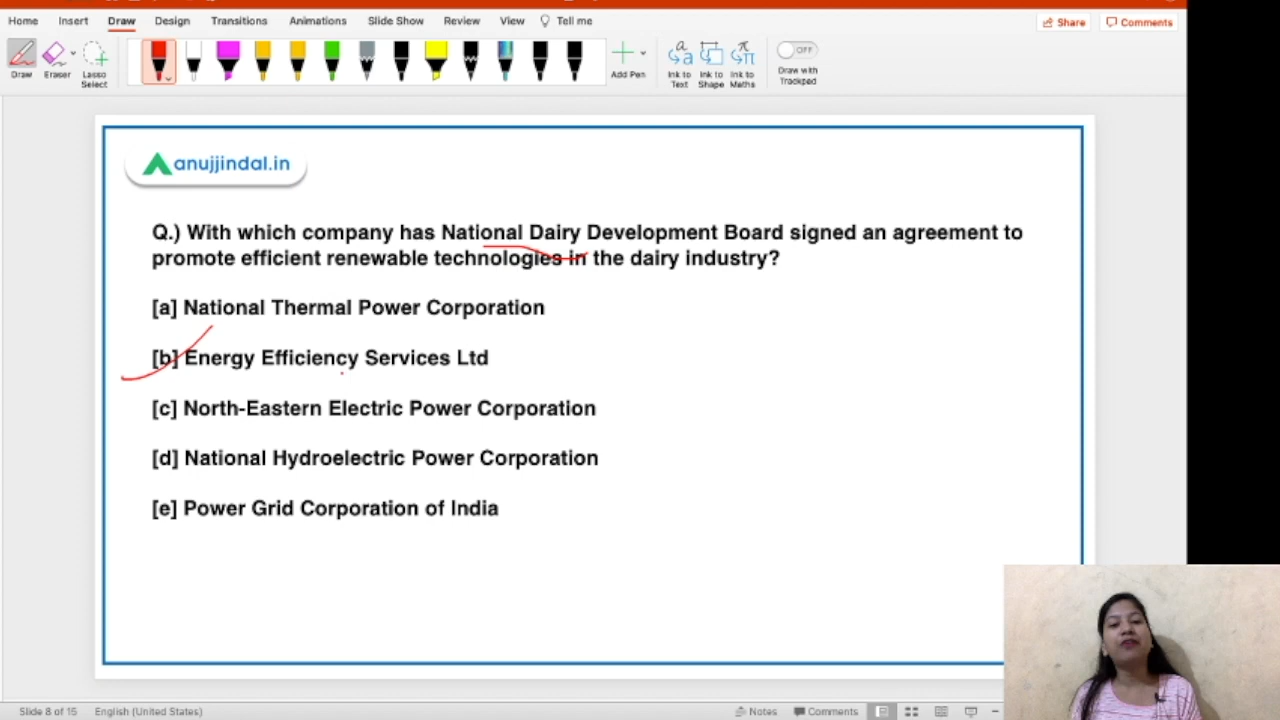 Home Insert Draw Design Transitions Animations Slide Show Review View Tell me Share Comments
Draw Eraser Lasso Select Add Pen Ink to Text Ink to Shape Ink to Maths OFF Draw with Trackpad
anujjindal.in
Q.) With which company has National Dairy Development Board signed an agreement to
promote efficient renewable technologies in the dairy industry?
[a] National Thermal Power Corporation
[b] Energy Efficiency Services Ltd
[c] North-Eastern Electric Power Corporation
[d] National Hydroelectric Power Corporation
[e] Power Grid Corporation of India
Slide 8 of 15 English (United States) Notes Comments